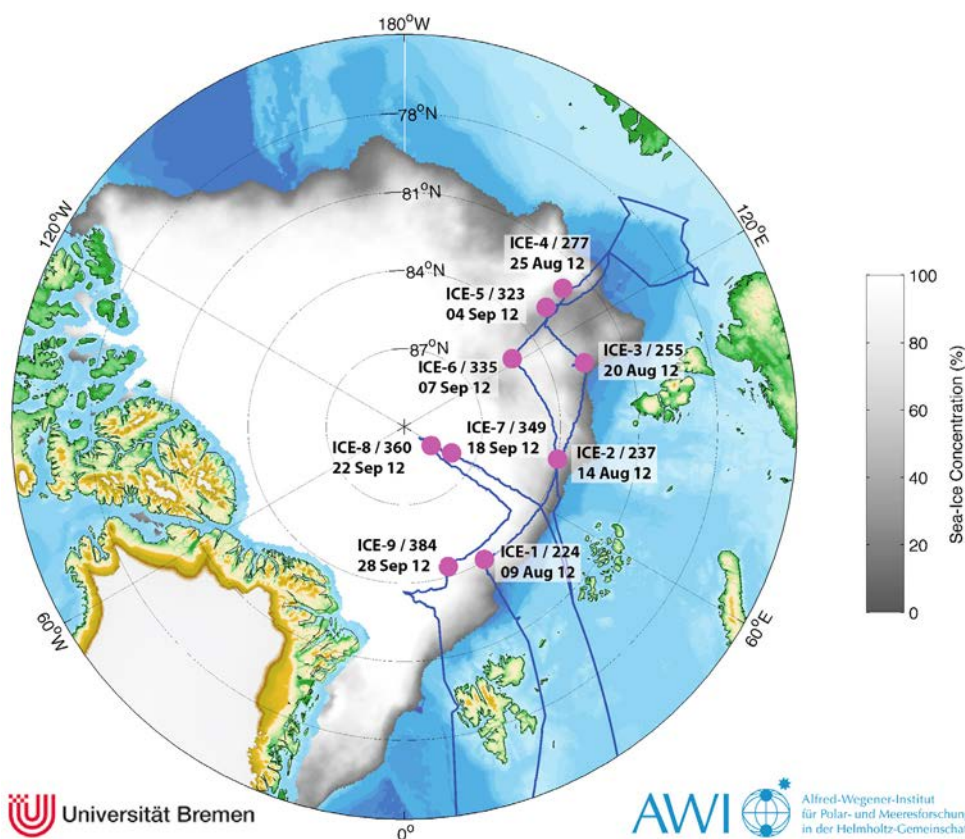 180°W
78°N
81°N
84°N
87°N
120°W
120°E
60°W
60°E
0°
ICE-4 / 277
25 Aug 12
ICE-5 / 323
04 Sep 12
ICE-3 / 255
20 Aug 12
ICE-6 / 335
07 Sep 12
ICE-7 / 349
18 Sep 12
ICE-8 / 360
22 Sep 12
ICE-2 / 237
14 Aug 12
ICE-9 / 384
28 Sep 12
ICE-1 / 224
09 Aug 12
100
80
60
40
20
0
Sea-Ice Concentration (%)
Universität Bremen
AWI
Alfred-Wegener-Institut
für Polar- und Meeresforschun
in der Helmholtz-Gemeinscha